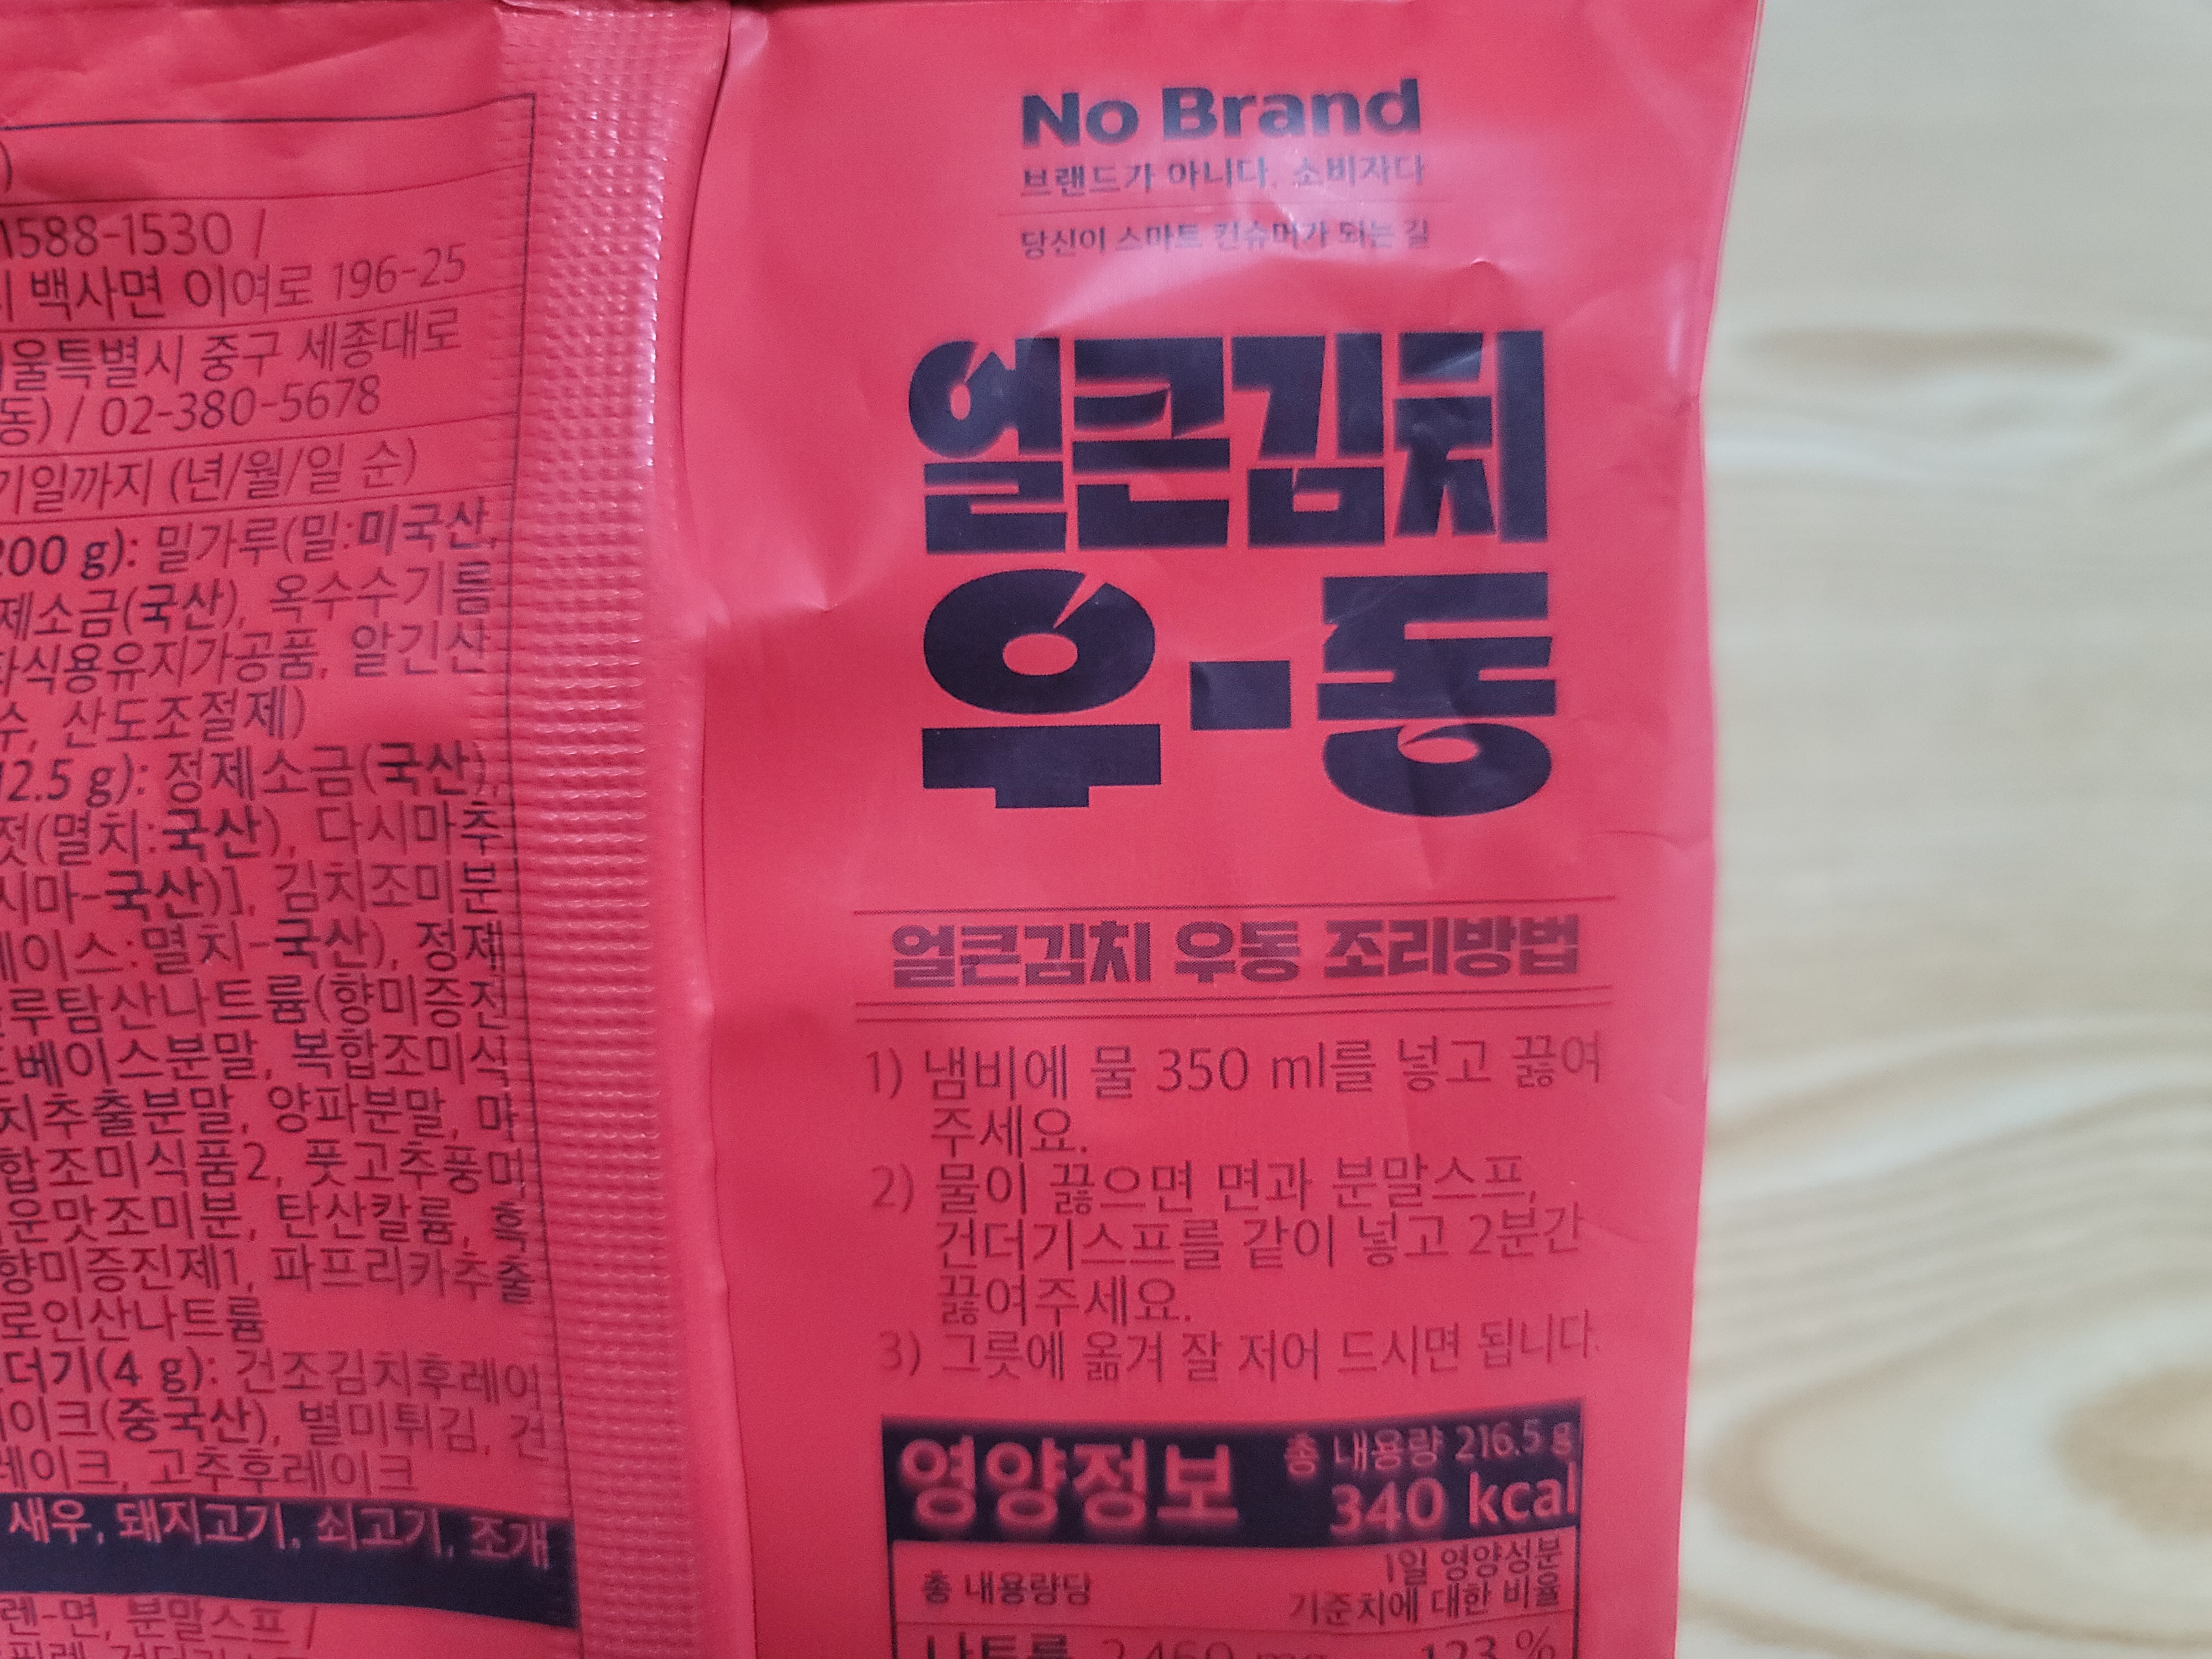 1588-1530 /
백사면 이여로 196-25
울특별시 중구 세종대로
동) / 02-380-5678
기일까지 (년/월/일 순)
200 g): 밀가루(밀:미국산,
제소금(국산), 옥수수기름
식용유지가공품, 알긴산
수, 산도조절제)
12.5 g): 정제소금(국산),
젓(멸치:국산), 다시마추
시마-국산)], 김치조미분
베이스:멸치-국산), 정제
루탐산나트륨(향미증진
베이스분말, 복합조미식
치추출분말, 양파분말, 마
합조미식품2, 풋고추풍미
운맛조미분, 탄산칼륨, 흑
향미증진제1, 파프리카추출
로인산나트륨
더기(4 g): 건조김치후레이
이크(중국산), 별미튀김, 건
레이크, 고추후레이크
새우, 돼지고기, 쇠고기, 조개
렌-면, 분말스프 /
No Brand
브랜드가 아니다. 소비자다
당신이 스마트 컨슈머가 되는 길
얼큰김치
우-동
얼큰김치 우동 조리방법
1) 냄비에 물 350 ml를 넣고 끓여
주세요.
2) 물이 끓으면 면과 분말스프,
건더기스프를 같이 넣고 2분간
끓여주세요.
3) 그릇에 옮겨 잘 저어 드시면 됩니다.
영양정보
총 내용량 216.5 g
340 kcal
총 내용량당
1일 영양성분
기준치에 대한 비율
나트륨 2,460 mg 123 %